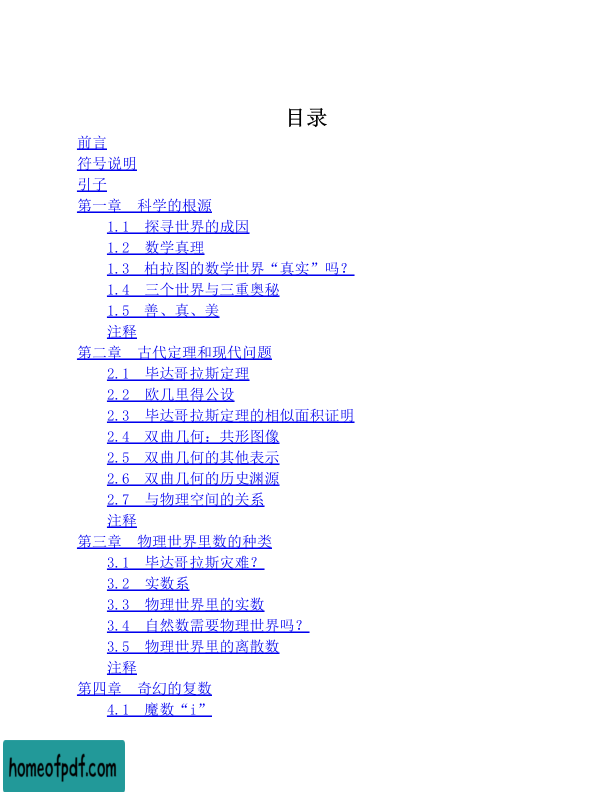 目录
前言
符号说明
引子
第一章　科学的根源
1.1　探寻世界的成因
1.2　数学真理
1.3　柏拉图的数学世界“真实”吗？
1.4　三个世界与三重奥秘
1.5　善、真、美
注释
第二章　古代定理和现代问题
2.1　毕达哥拉斯定理
2.2　欧几里得公设
2.3　毕达哥拉斯定理的相似面积证明
2.4　双曲几何：共形图像
2.5　双曲几何的其他表示
2.6　双曲几何的历史渊源
2.7　与物理空间的关系
注释
第三章　物理世界里数的种类
3.1　毕达哥拉斯灾难？
3.2　实数系
3.3　物理世界里的实数
3.4　自然数需要物理世界吗？
3.5　物理世界里的离散数
注释
第四章　奇幻的复数
4.1　魔数“i”
homeofpdf.com